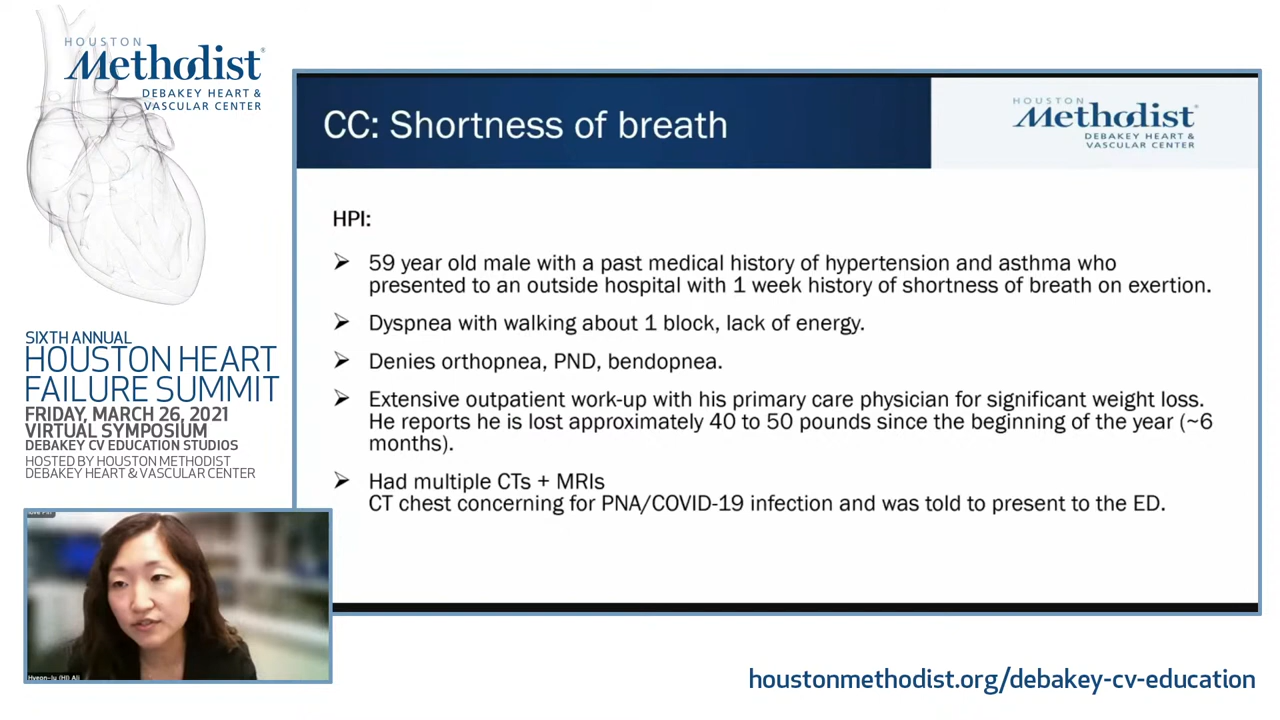 HOUSTON
Methodist
DEBAKEY HEART &
VASCULAR CENTER
SIXTH ANNUAL
HOUSTON HEART
FAILURE SUMMIT
FRIDAY, MARCH 26, 2021
VIRTUAL SYMPOSIUM
DEBAKEY CV EDUCATION STUDIOS
HOSTED BY HOUSTON METHODIST
DEBAKEY HEART & VASCULAR CENTER
CC: Shortness of breath
HOUSTON
Methodist
DEBAKEY HEART &
VASCULAR CENTER
HPI:
➢ 59 year old male with a past medical history of hypertension and asthma who
presented to an outside hospital with 1 week history of shortness of breath on exertion.
➢ Dyspnea with walking about 1 block, lack of energy.
➢ Denies orthopnea, PND, bendopnea.
➢ Extensive outpatient work-up with his primary care physician for significant weight loss.
He reports he is lost approximately 40 to 50 pounds since the beginning of the year (~6
months).
➢ Had multiple CTs + MRIs
CT chest concerning for PNA/COVID-19 infection and was told to present to the ED.
Hyeon-Ju (HJ) Ali
houstonmethodist.org/debakey-cv-education